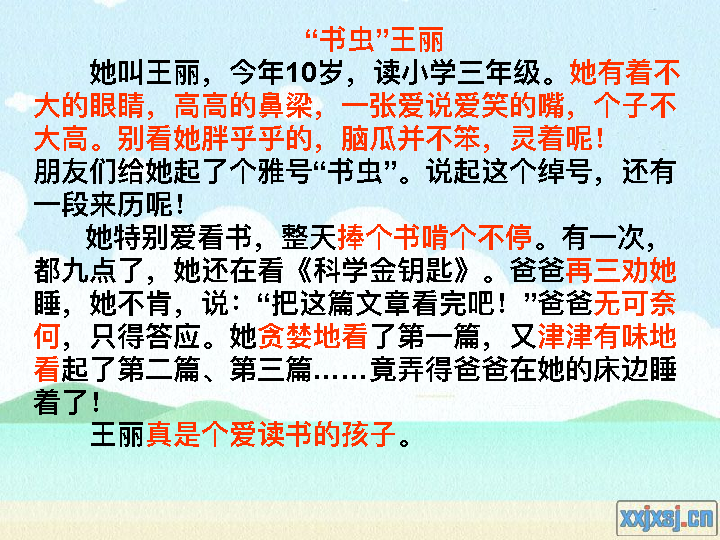 “书虫”王丽
她叫王丽，今年10岁，读小学三年级。她有着不
大的眼睛，高高的鼻梁，一张爱说爱笑的嘴，个子不
大高。别看她胖乎乎的，脑瓜并不笨，灵着呢！
朋友们给她起了个雅号“书虫”。说起这个绰号，还有
一段来历呢！
她特别爱看书，整天捧个书啃个不停。有一次，
都九点了，她还在看《科学金钥匙》。爸爸再三劝她
睡，她不肯，说：“把这篇文章看完吧！”爸爸无可奈
何，只得答应。她贪婪地看了第一篇，又津津有味地
看起了第二篇、第三篇……竟弄得爸爸在她的床边睡
着了！
王丽真是个爱读书的孩子。
xxjxsj.cn